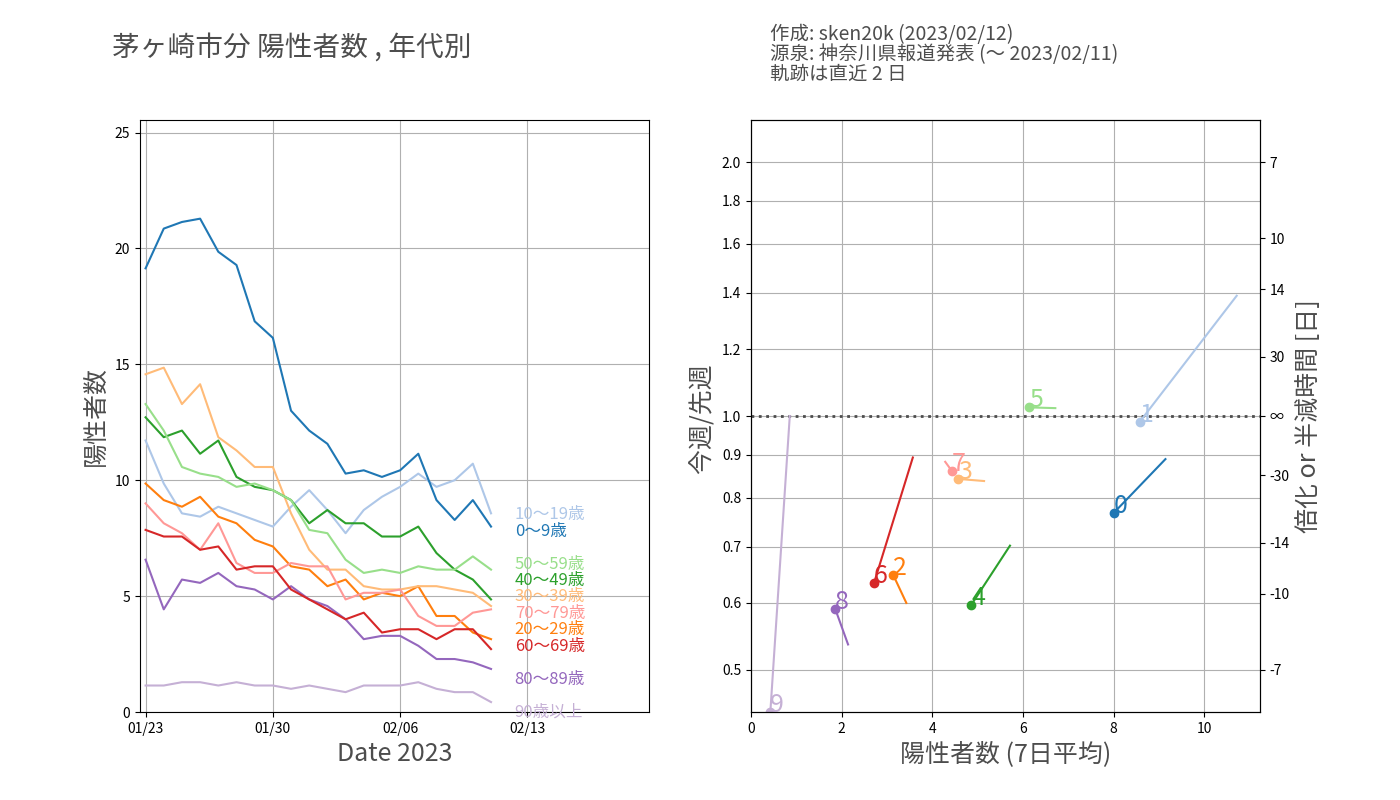 茅ヶ崎市分 陽性者数 , 年代別
作成: sken20k (2023/02/12)
源泉: 神奈川県報道発表 (〜 2023/02/11)
軌跡は直近 2 日
陽性者数
25
20
15
10
5
0
01/23
01/30
02/06
02/13
Date 2023
10〜19歳
0〜9歳
50〜59歳
40〜49歳
30〜39歳
70〜79歳
20〜29歳
60〜69歳
80〜89歳
90歳以上
今週/先週
2.0
1.8
1.6
1.4
1.2
1.0
0.9
0.8
0.7
0.6
0.5
0
2
4
6
8
10
陽性者数 (7日平均)
5
1
7
3
0
2
6
4
8
9
7
10
14
30
∞
-30
-14
-10
-7
倍化 or 半減時間 [日]